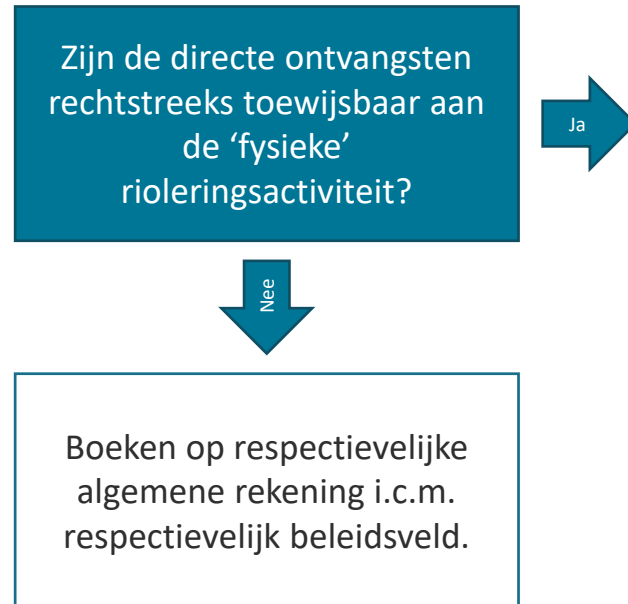 Zijn de directe ontvangsten
rechtstreeks toewijsbaar aan
de ‘fysieke’
rioleringsactiviteit?
Ja
Nee
Boeken op respectievelijke
algemene rekening i.c.m.
respectievelijk beleidsveld.